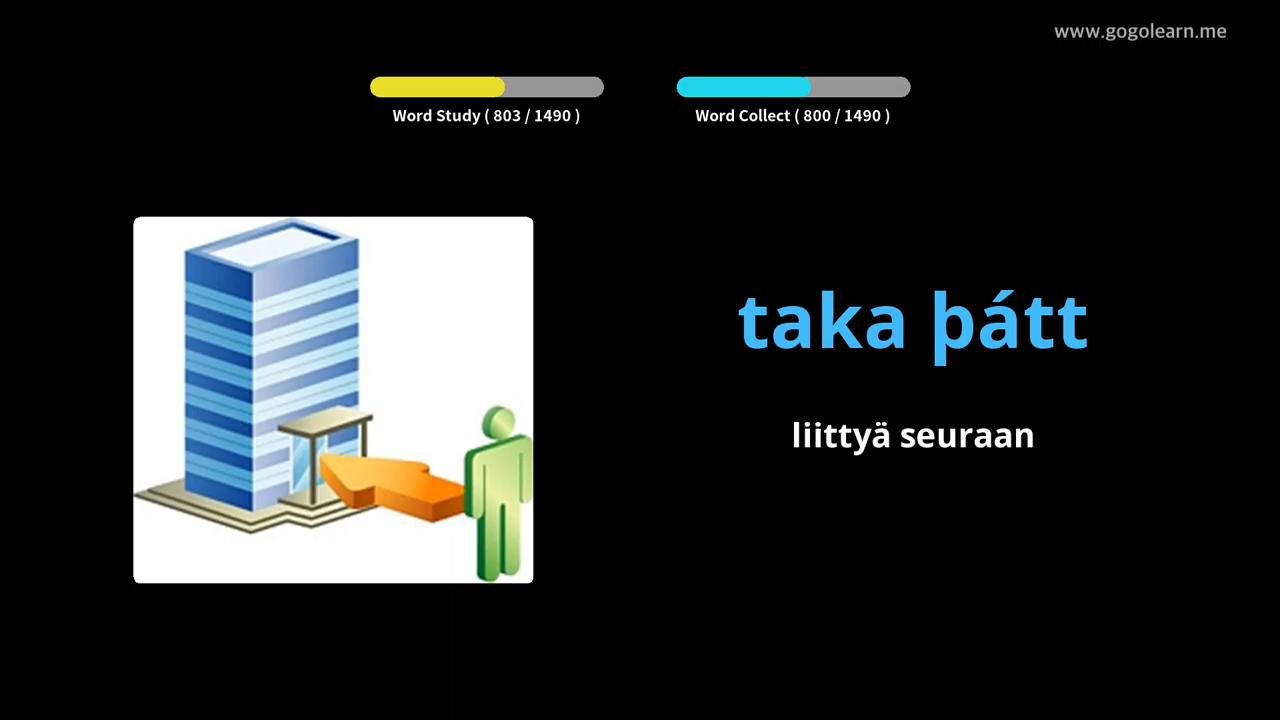 www.gogolearn.me
Word Study ( 803 / 1490 )
Word Collect ( 800 / 1490 )
taka þátt
liittyä seuraan